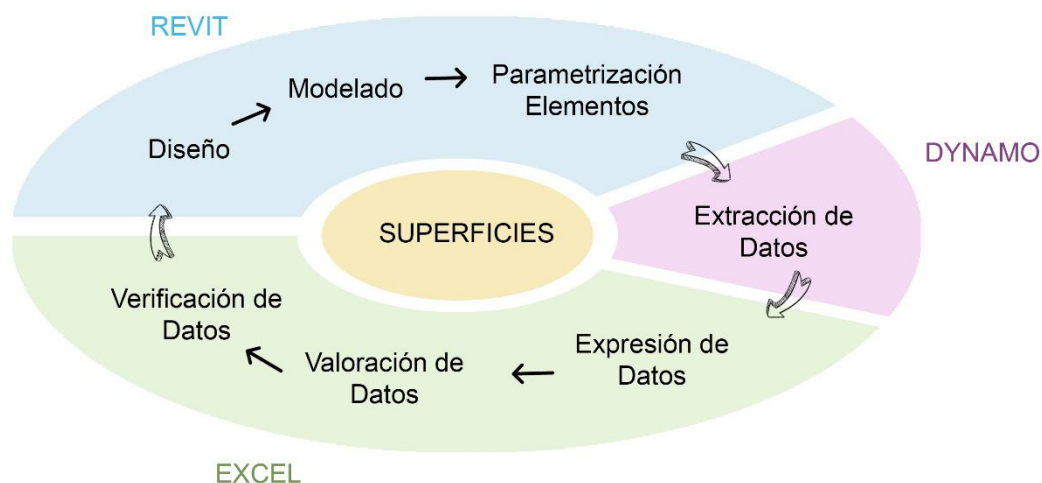 REVIT
Modelado
Parametrización
Elementos
Diseño
DYNAMO
Extracción de
Datos
SUPERFICIES
Verificación de
Datos
Valoración de
Datos
Expresión de
Datos
EXCEL